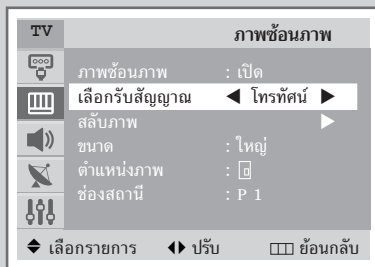 TV ภาพซ้อนภาพ
ภาพซ้อนภาพ : เปิด
เลือกรับสัญญาณ ◀ โทรทัศน์ ▶
สลับภาพ ▶
ขนาด : ใหญ่
ตำแหน่งภาพ :
ช่องสถานี : P 1
เลือกรายการ ปรับ ย้อนกลับ